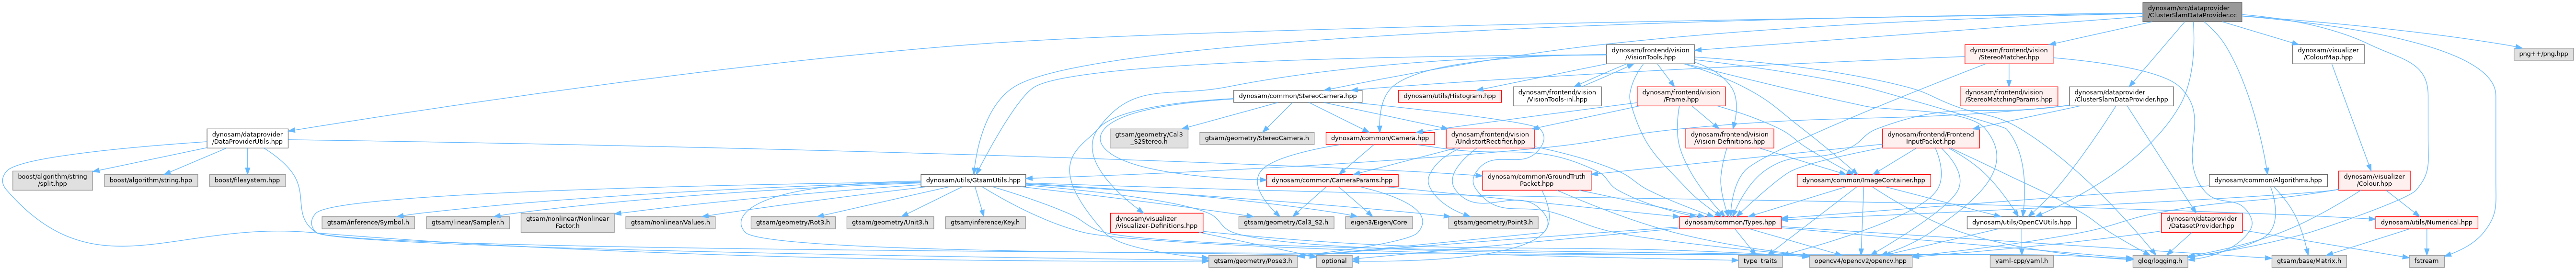 dynosam/src/dataprovider
/ClusterSlamDataProvider.cc
dynosam/frontend/vision
/VisionTools.hpp
dynosam/frontend/vision
/StereoMatcher.hpp
dynosam/visualizer
/ColourMap.hpp
png++/png.hpp
dynosam/common/StereoCamera.hpp
dynosam/utils/Histogram.hpp
dynosam/frontend/vision
/VisionTools-inl.hpp
dynosam/frontend/vision
/Frame.hpp
dynosam/frontend/vision
/StereoMatchingParams.hpp
dynosam/dataprovider
/ClusterSlamDataProvider.hpp
dynosam/dataprovider
/DataProviderUtils.hpp
gtsam/geometry/Cal3
_S2Stereo.h
gtsam/geometry/StereoCamera.h
dynosam/common/Camera.hpp
dynosam/frontend/vision
/UndistortRectifier.hpp
dynosam/frontend/vision
/Vision-Definitions.hpp
dynosam/frontend/Frontend
InputPacket.hpp
boost/algorithm/string
/split.hpp
boost/algorithm/string.hpp
boost/filesystem.hpp
dynosam/utils/GtsamUtils.hpp
dynosam/common/CameraParams.hpp
dynosam/common/GroundTruth
Packet.hpp
dynosam/common/ImageContainer.hpp
dynosam/common/Algorithms.hpp
dynosam/visualizer
/Colour.hpp
gtsam/inference/Symbol.h
gtsam/linear/Sampler.h
gtsam/nonlinear/Nonlinear
Factor.h
gtsam/nonlinear/Values.h
gtsam/geometry/Rot3.h
gtsam/geometry/Unit3.h
gtsam/inference/Key.h
dynosam/visualizer
/Visualizer-Definitions.hpp
gtsam/geometry/Cal3_S2.h
eigen3/Eigen/Core
gtsam/geometry/Point3.h
dynosam/common/Types.hpp
dynosam/utils/OpenCVUtils.hpp
dynosam/dataprovider
/DatasetProvider.hpp
dynosam/utils/Numerical.hpp
gtsam/geometry/Pose3.h
optional
type_traits
opencv4/opencv2/opencv.hpp
yaml-cpp/yaml.h
glog/logging.h
gtsam/base/Matrix.h
fstream